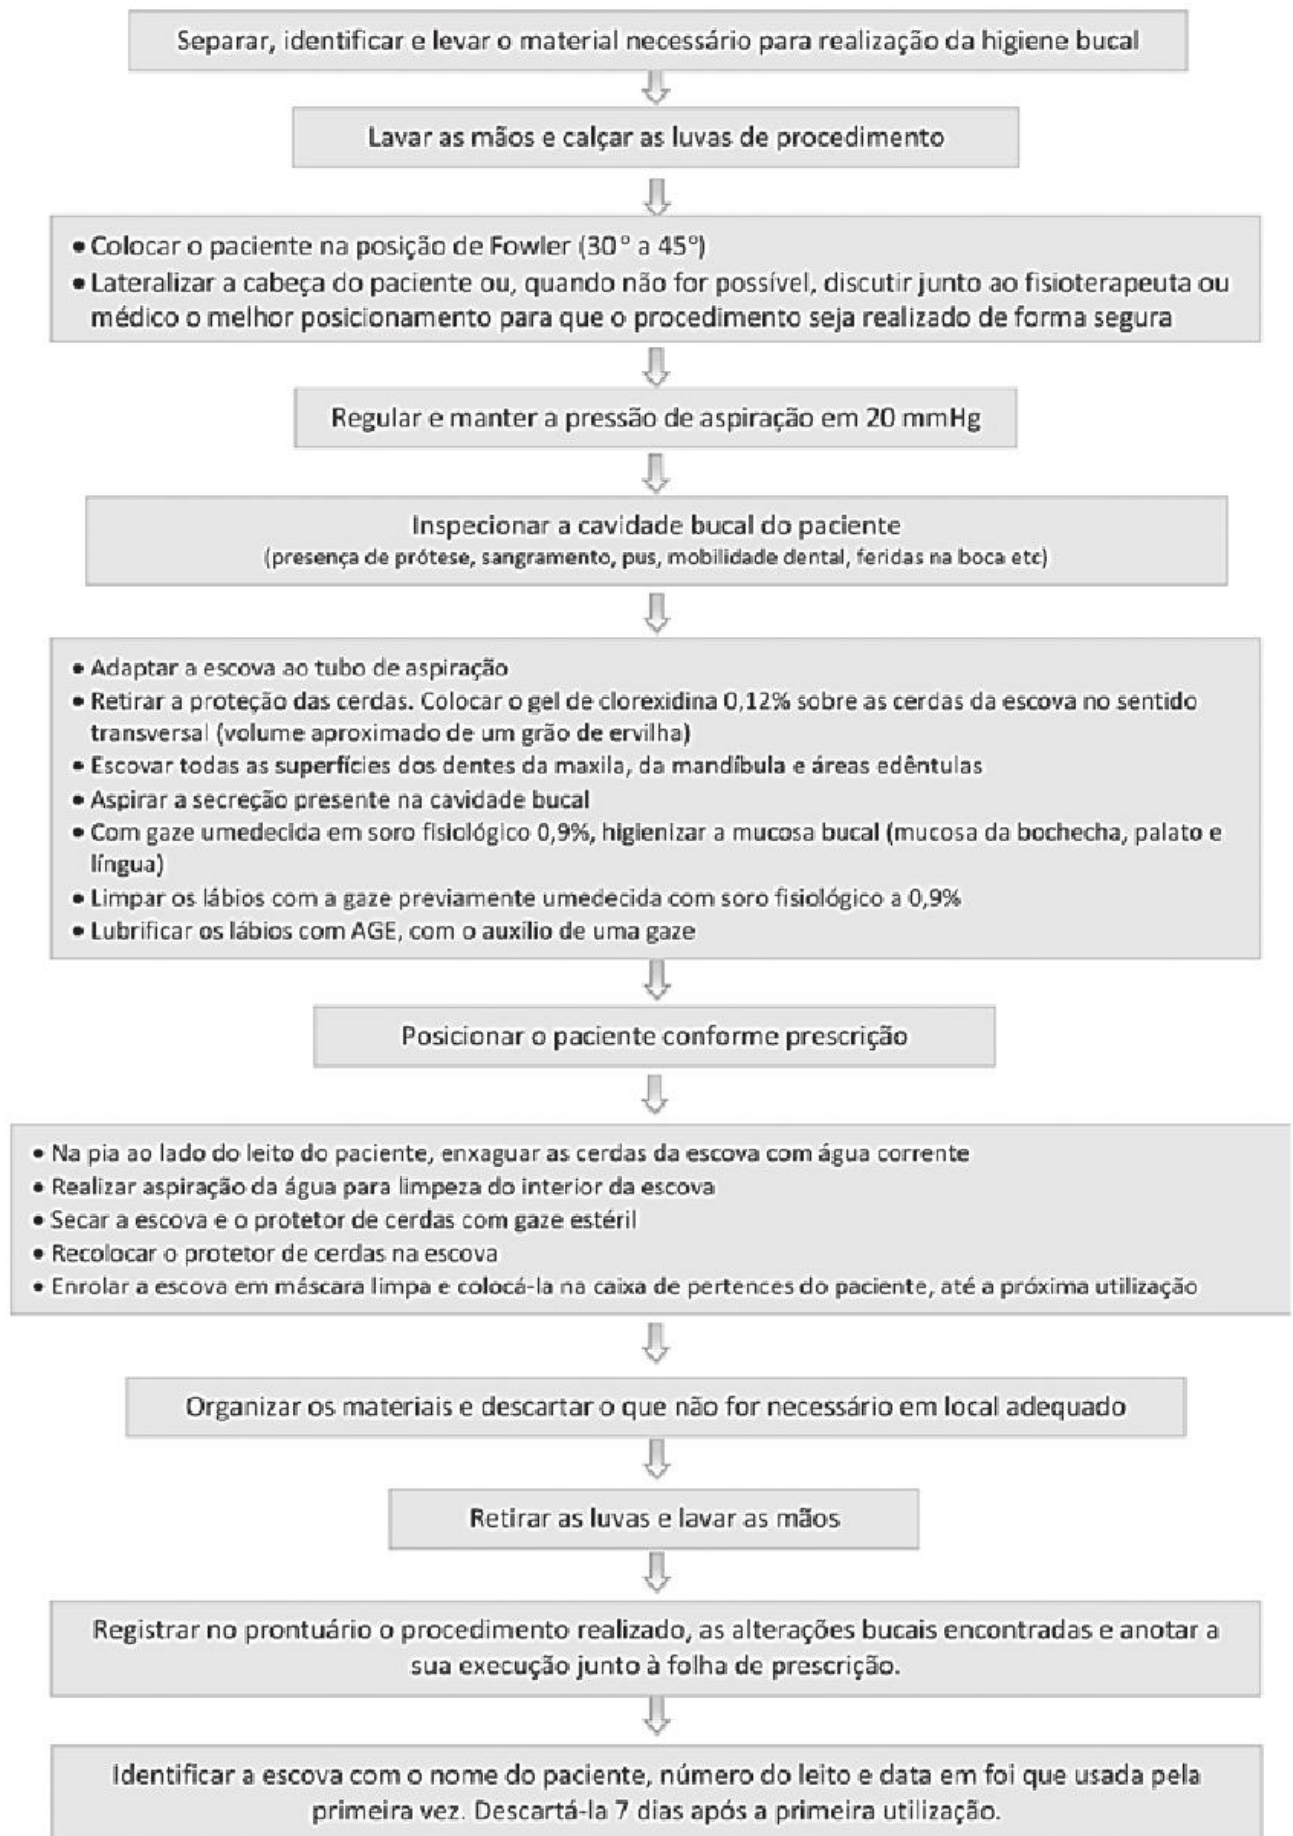 Separar, identificar e levar o material necessário para realização da higiene bucal
Lavar as mãos e calçar as luvas de procedimento
• Colocar o paciente na posição de Fowler (30° a 45°)
• Lateralizar a cabeça do paciente ou, quando não for possível, discutir junto ao fisioterapeuta ou
médico o melhor posicionamento para que o procedimento seja realizado de forma segura
Regular e manter a pressão de aspiração em 20 mmHg
Inspecionar a cavidade bucal do paciente
(presença de prótese, sangramento, pus, mobilidade dental, feridas na boca etc)
• Adaptar a escova ao tubo de aspiração
• Retirar a proteção das cerdas. Colocar o gel de clorexidina 0,12% sobre as cerdas da escova no sentido
transversal (volume aproximado de um grão de ervilha)
• Escovar todas as superfícies dos dentes da maxila, da mandíbula e áreas edêntulas
• Aspirar a secreção presente na cavidade bucal
• Com gaze umedecida em soro fisiológico 0,9%, higienizar a mucosa bucal (mucosa da bochecha, palato e
língua)
• Limpar os lábios com a gaze previamente umedecida com soro fisiológico a 0,9%
• Lubrificar os lábios com AGE, com o auxílio de uma gaze
Posicionar o paciente conforme prescrição
• Na pia ao lado do leito do paciente, enxaguar as cerdas da escova com água corrente
• Realizar aspiração da água para limpeza do interior da escova
• Secar a escova e o protetor de cerdas com gaze estéril
• Recolocar o protetor de cerdas na escova
• Enrolar a escova em máscara limpa e colocá-la na caixa de pertences do paciente, até a próxima utilização
Organizar os materiais e descartar o que não for necessário em local adequado
Retirar as luvas e lavar as mãos
Registrar no prontuário o procedimento realizado, as alterações bucais encontradas e anotar a
sua execução junto à folha de prescrição.
Identificar a escova com o nome do paciente, número do leito e data em foi que usada pela
primeira vez. Descartá-la 7 dias após a primeira utilização.